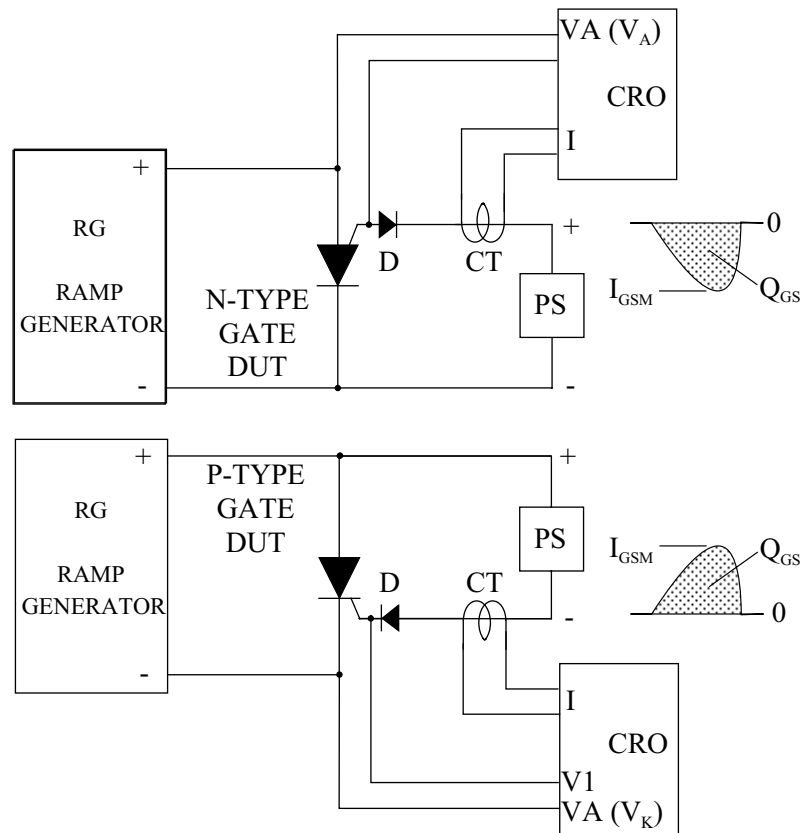 VA (V_A)
CRO
I
+
RG
RAMP
GENERATOR
-
D
CT
+
PS
-
N-TYPE
GATE
DUT
0
I_GSM
Q_GS
+
RG
RAMP
GENERATOR
-
P-TYPE
GATE
DUT
+
PS
-
D
CT
I_GSM
Q_GS
0
I
CRO
V1
VA (V_K)